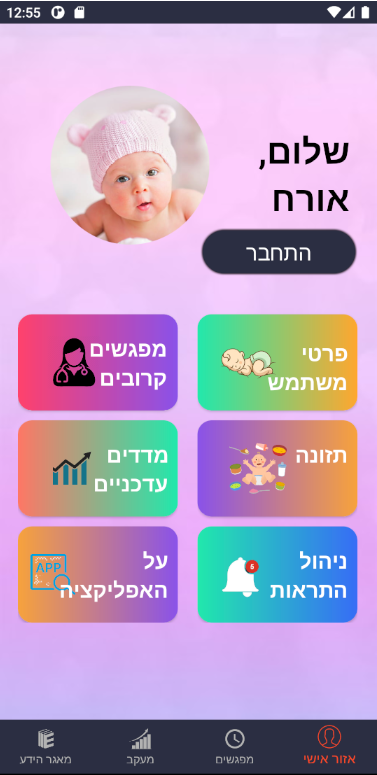 12:55
שלום,
אורח
התחבר
פרטי
משתמש
מפגשים
קרובים
תזונה
מדדים
עדכניים
ניהול
התראות
6
על
האפליקציה
APP
אזור אישי
מפגשים
מעקב
מאגר הידע